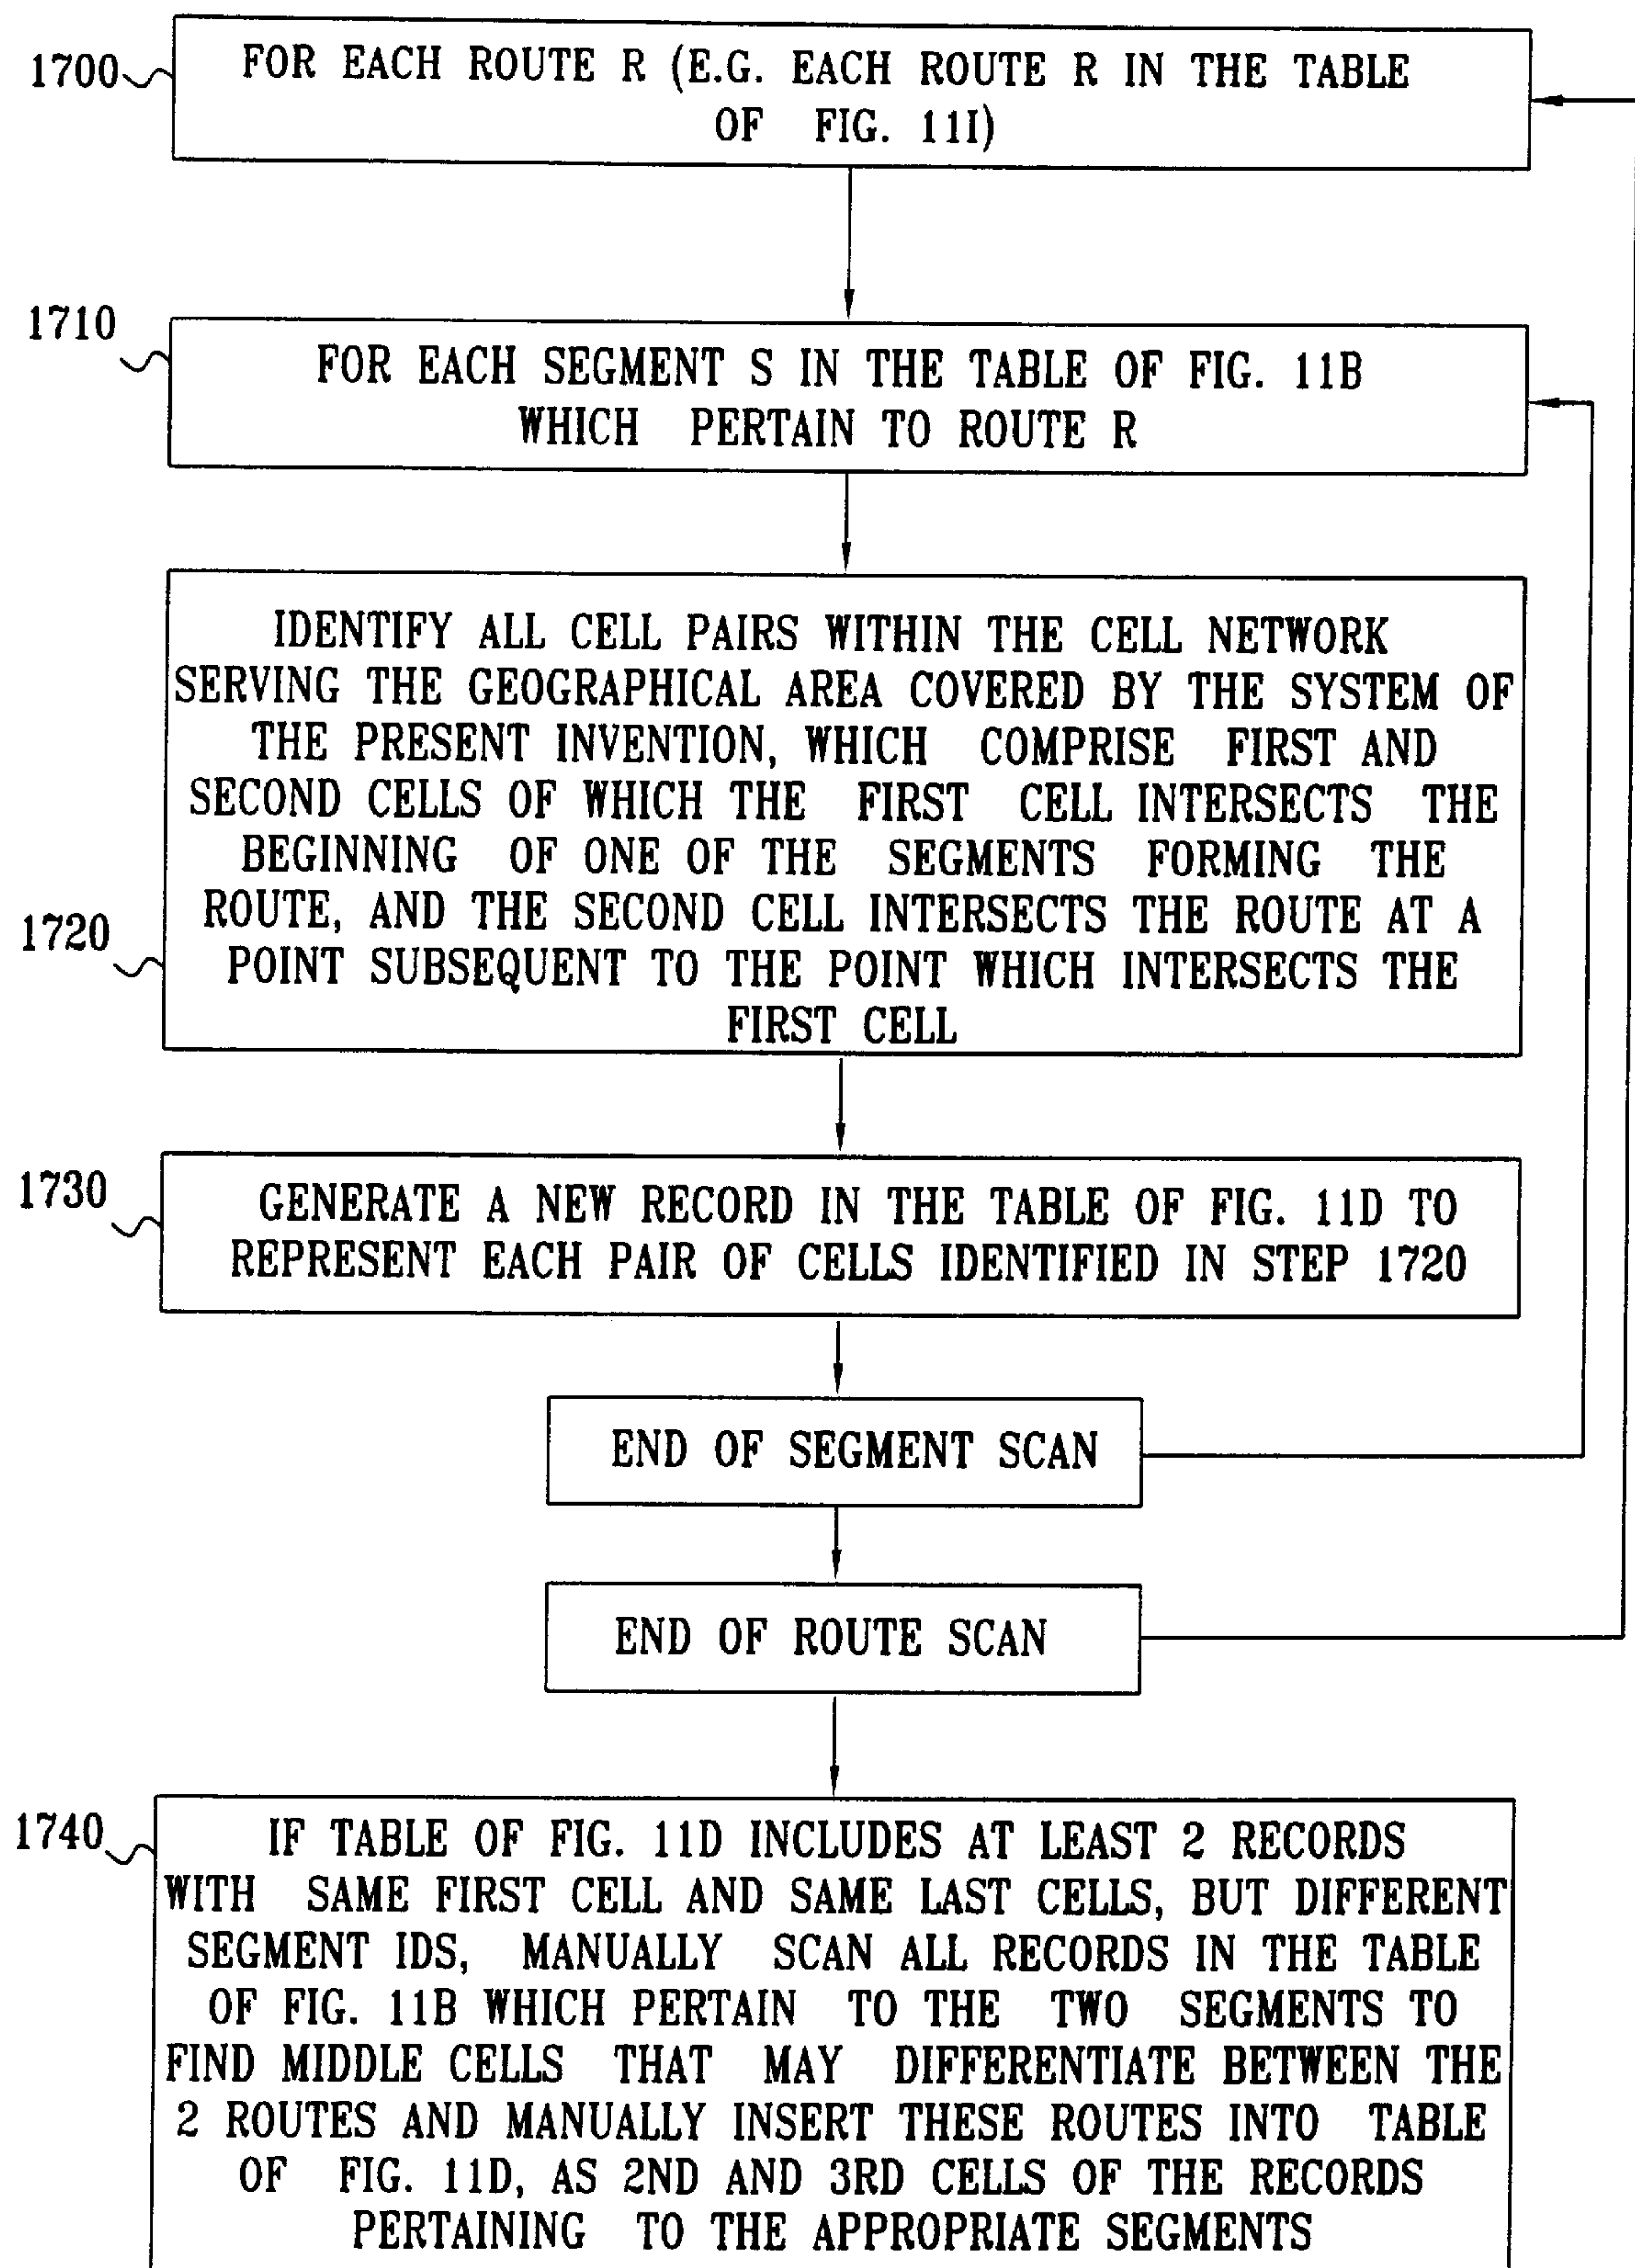 1700
FOR EACH ROUTE R (E.G. EACH ROUTE R IN THE TABLE
OF FIG. 11I)
1710
FOR EACH SEGMENT S IN THE TABLE OF FIG. 11B
WHICH PERTAIN TO ROUTE R
IDENTIFY ALL CELL PAIRS WITHIN THE CELL NETWORK
SERVING THE GEOGRAPHICAL AREA COVERED BY THE SYSTEM OF
THE PRESENT INVENTION, WHICH COMPRISE FIRST AND
SECOND CELLS OF WHICH THE FIRST CELL INTERSECTS THE
BEGINNING OF ONE OF THE SEGMENTS FORMING THE
ROUTE, AND THE SECOND CELL INTERSECTS THE ROUTE AT A
1720
POINT SUBSEQUENT TO THE POINT WHICH INTERSECTS THE
FIRST CELL
1730
GENERATE A NEW RECORD IN THE TABLE OF FIG. 11D TO
REPRESENT EACH PAIR OF CELLS IDENTIFIED IN STEP 1720
END OF SEGMENT SCAN
END OF ROUTE SCAN
1740
IF TABLE OF FIG. 11D INCLUDES AT LEAST 2 RECORDS
WITH SAME FIRST CELL AND SAME LAST CELLS, BUT DIFFERENT
SEGMENT IDS, MANUALLY SCAN ALL RECORDS IN THE TABLE
OF FIG. 11B WHICH PERTAIN TO THE TWO SEGMENTS TO
FIND MIDDLE CELLS THAT MAY DIFFERENTIATE BETWEEN THE
2 ROUTES AND MANUALLY INSERT THESE ROUTES INTO TABLE
OF FIG. 11D, AS 2ND AND 3RD CELLS OF THE RECORDS
PERTAINING TO THE APPROPRIATE SEGMENTS